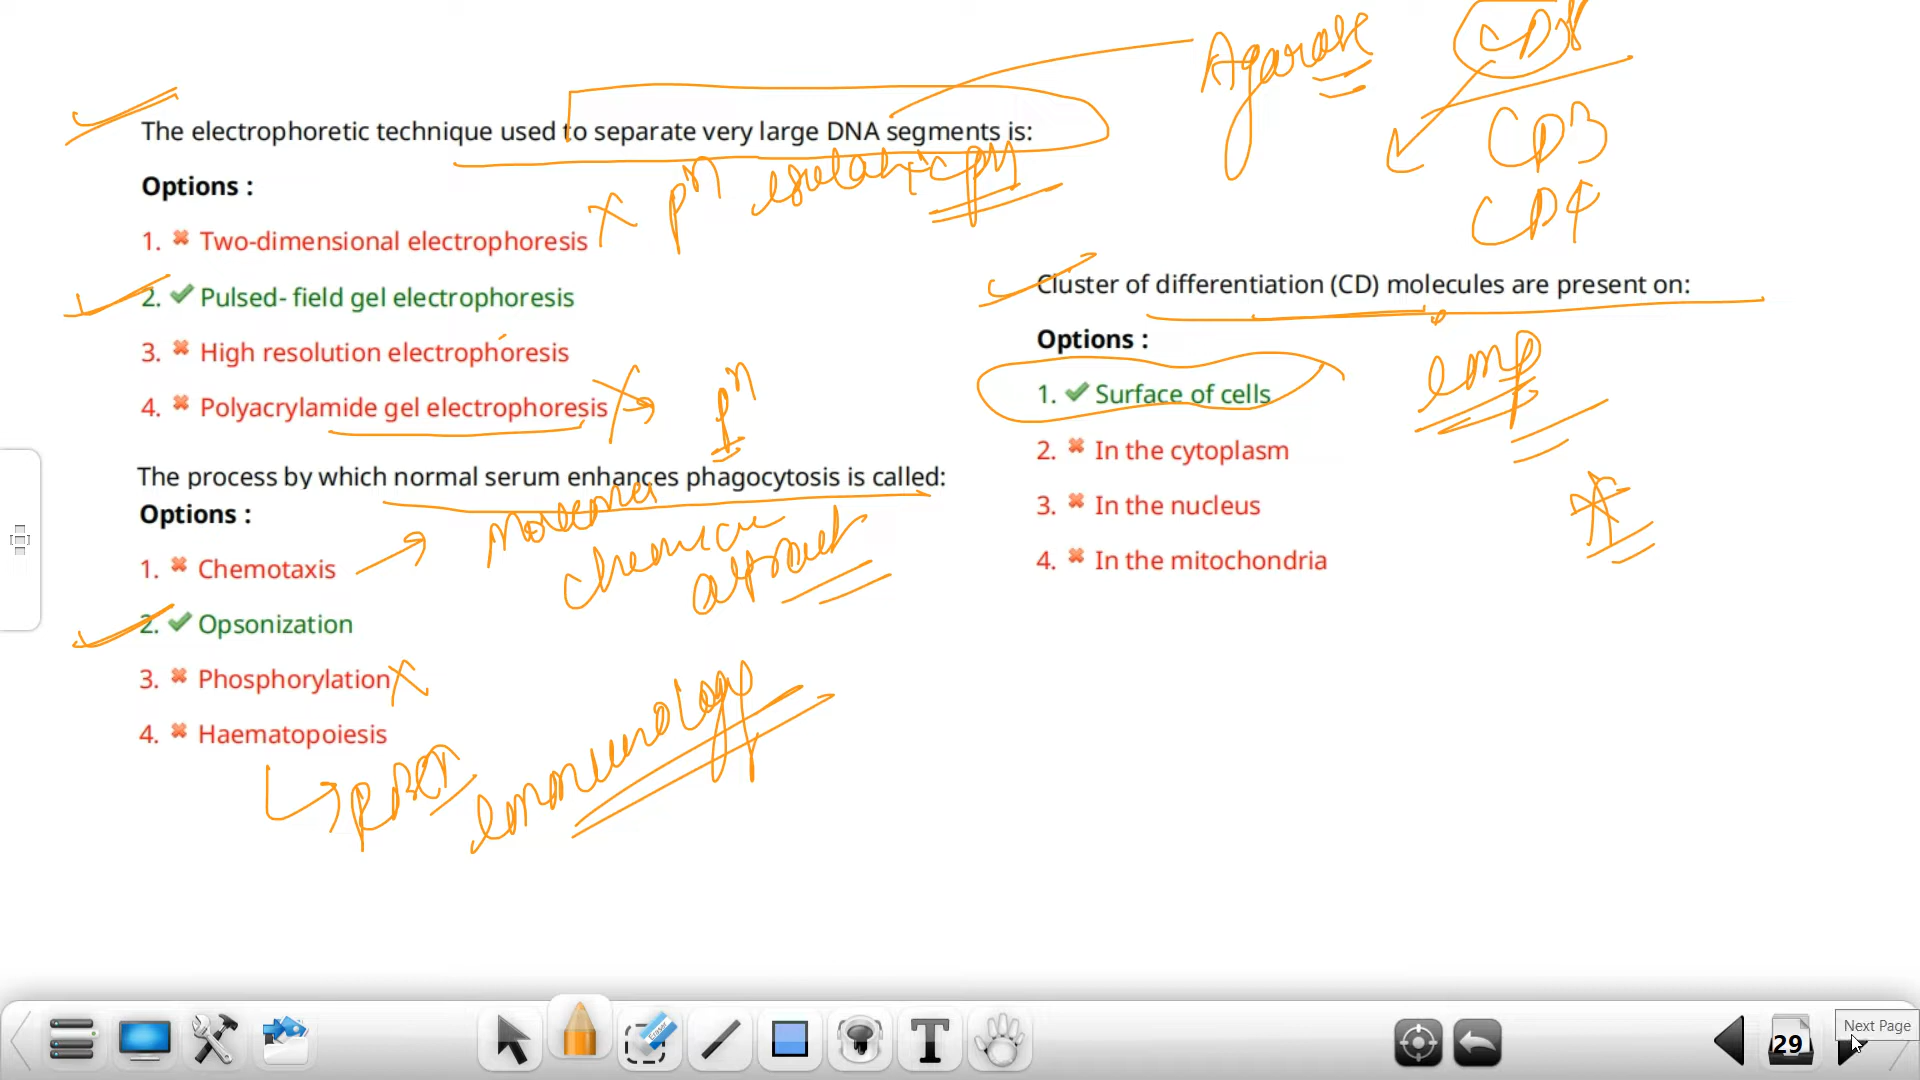 Agarose
CD8
CD3
CD4
The electrophoretic technique used to separate very large DNA segments is:
Options :
1. Two-dimensional electrophoresis
2. Pulsed- field gel electrophoresis
3. High resolution electrophoresis
4. Polyacrylamide gel electrophoresis
pn
pn
The process by which normal serum enhances phagocytosis is called:
Options :
1. Chemotaxis
2. Opsonization
3. Phosphorylation
4. Haematopoiesis
Cluster of differentiation (CD) molecules are present on:
Options :
1. Surface of cells
2. In the cytoplasm
3. In the nucleus
4. In the mitochondria
emp
T
29
Next Page